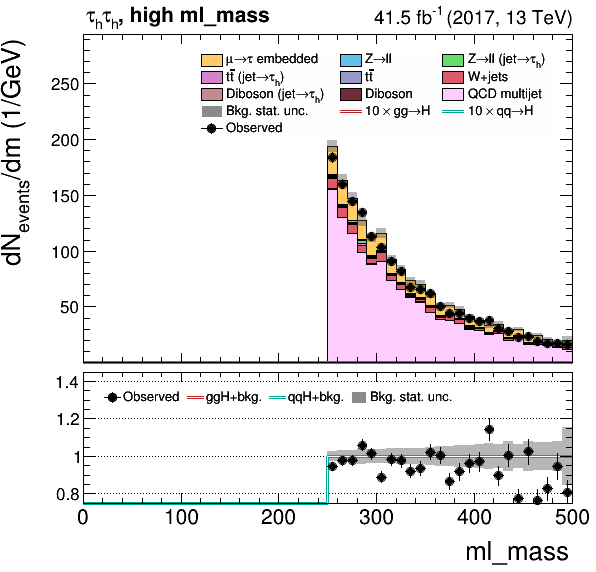 τhτh, high ml_mass 41.5 fb⁻¹ (2017, 13 TeV)
dNevents/dm (1/GeV)
μ→τ embedded Z→ll Z→ll (jet→τh)
tt̄ (jet→τh) tt̄ W+jets
Diboson (jet→τh) Diboson QCD multijet
Bkg. stat. unc. 10 × gg→H 10 × qq→H
Observed
250
200
150
100
50
Observed ggH+bkg. qqH+bkg. Bkg. stat. unc.
1.4
1.2
1
0.8
0 100 200 300 400 500
ml_mass